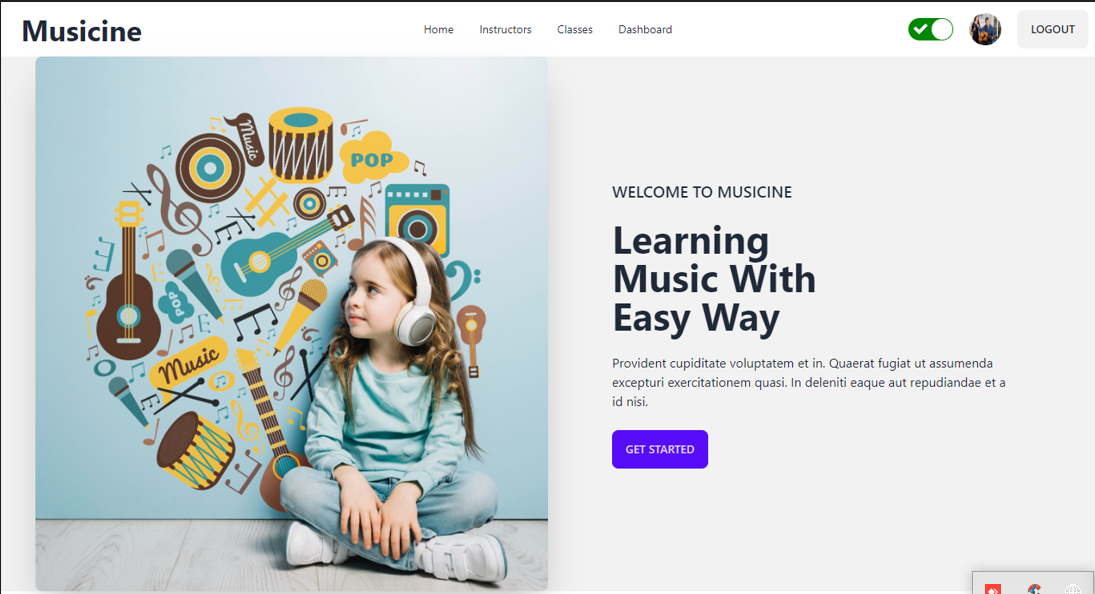 Musicine
Home
Instructors
Classes
Dashboard
LOGOUT
Music
POP
POP
Music
WELCOME TO MUSICINE
Learning
Music With
Easy Way
Provident cupiditate voluptatem et in. Quaerat fugiat ut assumenda
excepturi exercitationem quasi. In deleniti eaque aut repudiandae et a
id nisi.
GET STARTED